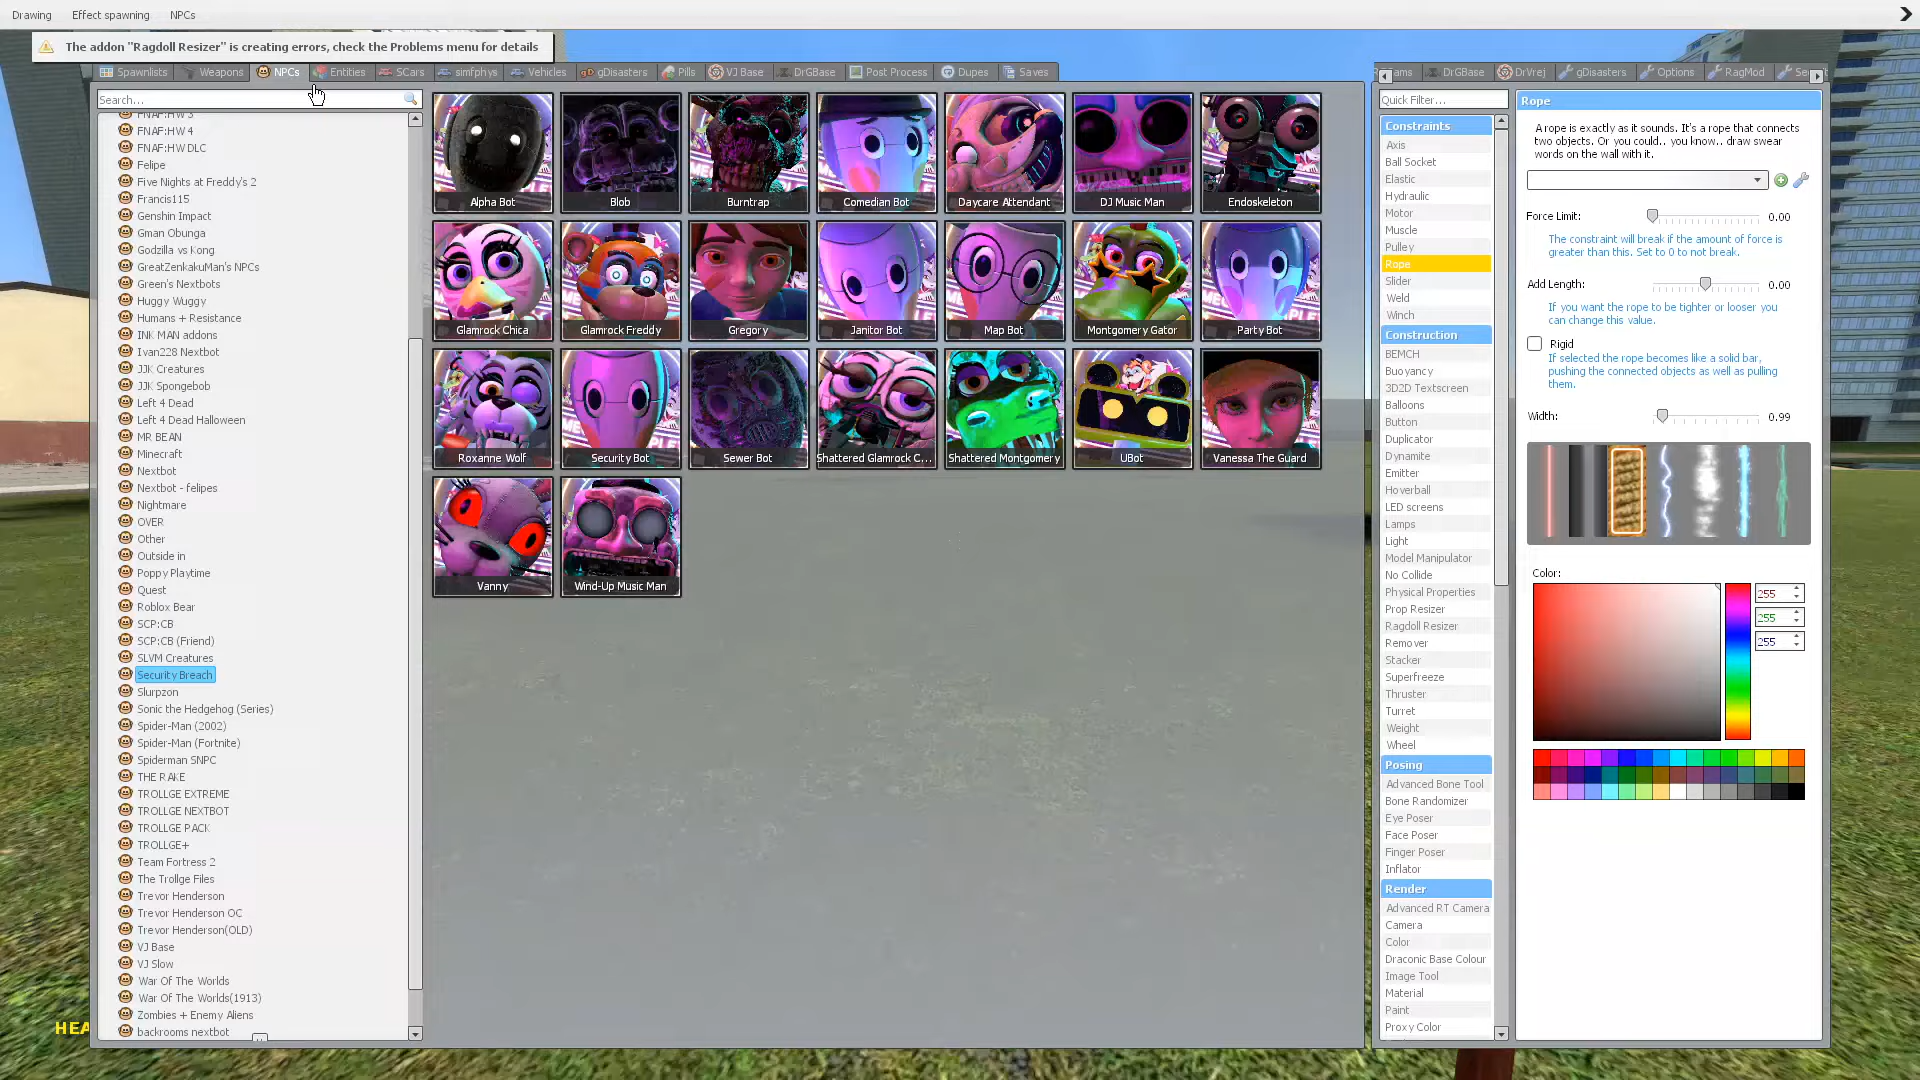 Drawing Effect spawning NPCs
The addon "Ragdoll Resizer" is creating errors, check the Problems menu for details
Spawnlists Weapons NPCs Entities SCars simfphys Vehicles gDisasters Pills VJ Base DrGBase Post Process Dupes Saves
Search...
FNAF:HW 3
FNAF:HW 4
FNAF:HW DLC
Felipe
Five Nights at Freddy's 2
Francis115
Genshin Impact
Gman Obunga
Godzilla vs Kong
GreatZenkakuMan's NPCs
Green's Nextbots
Huggy Wuggy
Humans + Resistance
INK MAN addons
Ivan228 Nextbot
JJK Creatures
JJK Spongebob
Left 4 Dead
Left 4 Dead Halloween
MR BEAN
Minecraft
Nextbot
Nextbot - felipes
Nightmare
OVER
Other
Outside in
Poppy Playtime
Quest
Roblox Bear
SCP:CB
SCP:CB (Friend)
SLVM Creatures
Security Breach
Slurpzon
Sonic the Hedgehog (Series)
Spider-Man (2002)
Spider-Man (Fortnite)
Spiderman SNPC
THE RAKE
TROLLGE EXTREME
TROLLGE NEXTBOT
TROLLGE PACK
TROLLGE+
Team Fortress 2
The Trollge Files
Trevor Henderson
Trevor Henderson OC
Trevor Henderson(OLD)
VJ Base
VJ Slow
War Of The Worlds
War Of The Worlds(1913)
Zombies + Enemy Aliens
backrooms nextbot
HEA
Alpha Bot Blob Burntrap Comedian Bot Daycare Attendant DJ Music Man Endoskeleton
Glamrock Chica Glamrock Freddy Gregory Janitor Bot Map Bot Montgomery Gator Party Bot
Roxanne Wolf Security Bot Sewer Bot Shattered Glamrock C... Shattered Montgomery UBot Vanessa The Guard
Vanny Wind-Up Music Man
DrGBase DrVrej gDisasters Options RagMod
Quick Filter...
Constraints
Axis
Ball Socket
Elastic
Hydraulic
Motor
Muscle
Pulley
Rope
Slider
Weld
Winch
Construction
BEMCH
Buoyancy
3D2D Textscreen
Balloons
Button
Duplicator
Dynamite
Emitter
Hoverball
LED screens
Lamps
Light
Model Manipulator
No Collide
Physical Properties
Prop Resizer
Ragdoll Resizer
Remover
Stacker
Superfreeze
Thruster
Turret
Weight
Wheel
Posing
Advanced Bone Tool
Bone Randomizer
Eye Poser
Face Poser
Finger Poser
Inflator
Render
Advanced RT Camera
Camera
Color
Draconic Base Colour
Image Tool
Material
Paint
Proxy Color
Rope
A rope is exactly as it sounds. It's a rope that connects
two objects. Or you could.. you know.. draw swear
words on the wall with it.
Force Limit: 0.00
The constraint will break if the amount of force is
greater than this. Set to 0 to not break.
Add Length: 0.00
If you want the rope to be tighter or looser you
can change this value.
Rigid
If selected the rope becomes like a solid bar,
pushing the connected objects as well as pulling
them.
Width: 0.99
Color:
255
255
255